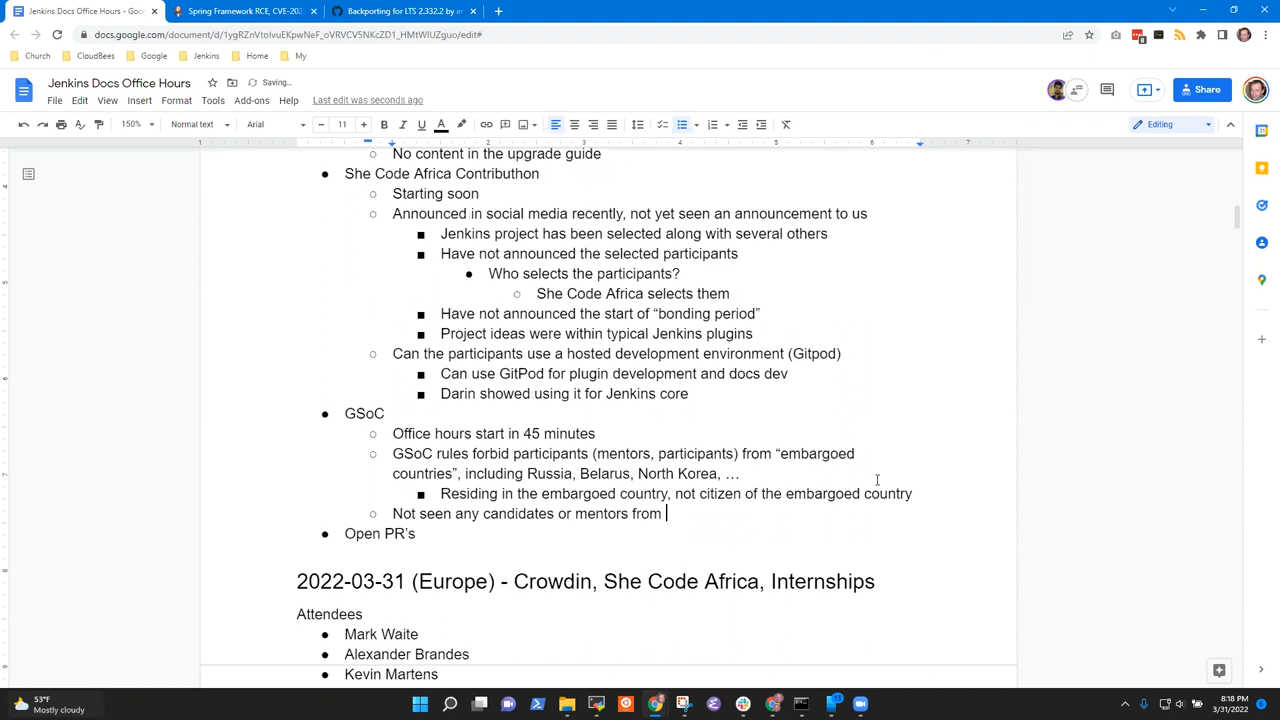 Jenkins Docs Office Hours - Goo
Spring Framework RCE, CVE-202
Backporting for LTS 2.332.2 by m
docs.google.com/document/d/1ygRZnVtoIvuEKpwNeF_oVRVCV5NKcZD1_HMtWIUZguo/edit#
Church
CloudBees
Google
Jenkins
Home
My
Jenkins Docs Office Hours
Saving...
File Edit View Insert Format Tools Add-ons Help Last edit was seconds ago
Share
150% Normal text Arial 11 Editing
No content in the upgrade guide
She Code Africa Contributhon
Starting soon
Announced in social media recently, not yet seen an announcement to us
Jenkins project has been selected along with several others
Have not announced the selected participants
Who selects the participants?
She Code Africa selects them
Have not announced the start of “bonding period”
Project ideas were within typical Jenkins plugins
Can the participants use a hosted development environment (Gitpod)
Can use GitPod for plugin development and docs dev
Darin showed using it for Jenkins core
GSoC
Office hours start in 45 minutes
GSoC rules forbid participants (mentors, participants) from “embargoed
countries”, including Russia, Belarus, North Korea, …
Residing in the embargoed country, not citizen of the embargoed country
Not seen any candidates or mentors from
Open PR’s
2022-03-31 (Europe) - Crowdin, She Code Africa, Internships
Attendees
Mark Waite
Alexander Brandes
Kevin Martens
53°F
Mostly cloudy
8:18 PM
3/31/2022